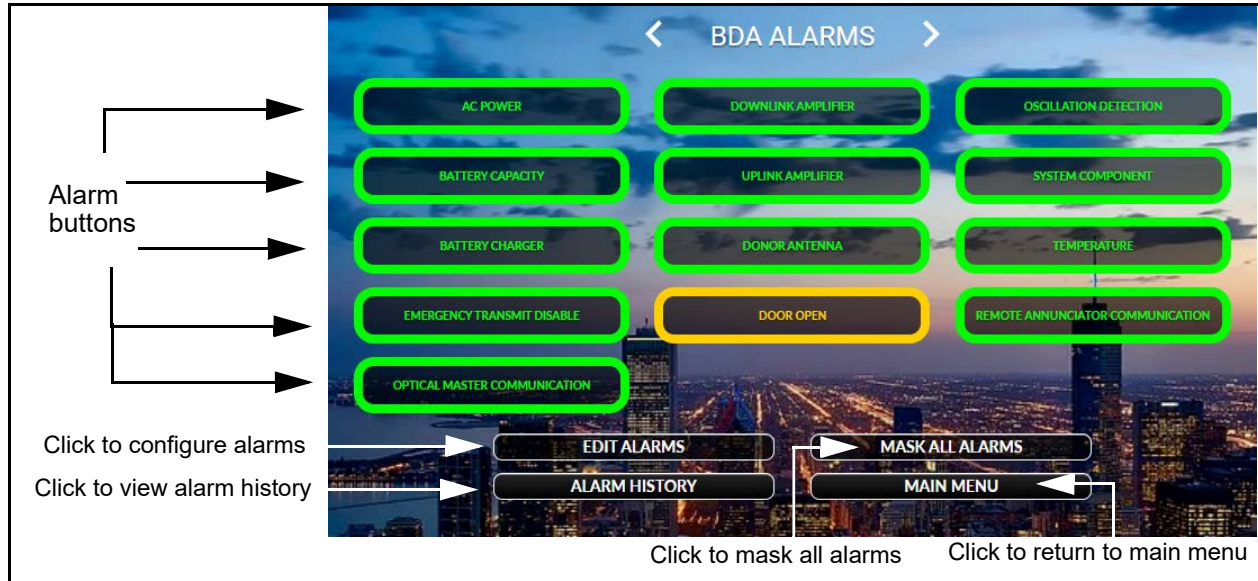 BDA ALARMS
AC POWER
DOWNLINK AMPLIFIER
OSCILLATION DETECTION
BATTERY CAPACITY
UPLINK AMPLIFIER
SYSTEM COMPONENT
Alarm
buttons
BATTERY CHARGER
DONOR ANTENNA
TEMPERATURE
EMERGENCY TRANSMIT DISABLE
DOOR OPEN
REMOTE ANNUNCIATOR COMMUNICATION
OPTICAL MASTER COMMUNICATION
Click to configure alarms
EDIT ALARMS
MASK ALL ALARMS
Click to view alarm history
ALARM HISTORY
MAIN MENU
Click to mask all alarms
Click to return to main menu